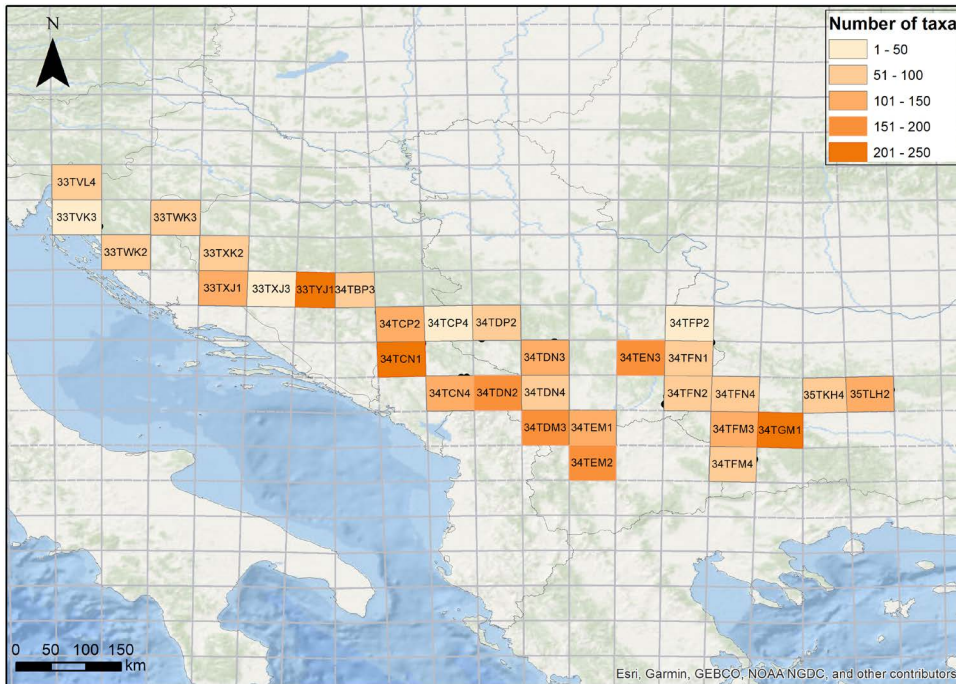 N
Number of taxa
1 - 50
51 - 100
101 - 150
151 - 200
201 - 250
33TVL4
33TVK3
33TWK3
33TWK2
33TXK2
33TXJ1
33TXJ3
33TYJ1
34TBP3
34TCP2
34TCP4
34TDP2
34TFP2
34TCN1
34TDN3
34TEN3
34TFN1
34TCN4
34TDN2
34TDN4
34TFN2
34TFN4
35TKH4
35TLH2
34TDM3
34TEM1
34TFM3
34TGM1
34TEM2
34TFM4
0 50 100 150
km
Esri, Garmin, GEBCO, NOAA NGDC, and other contributors